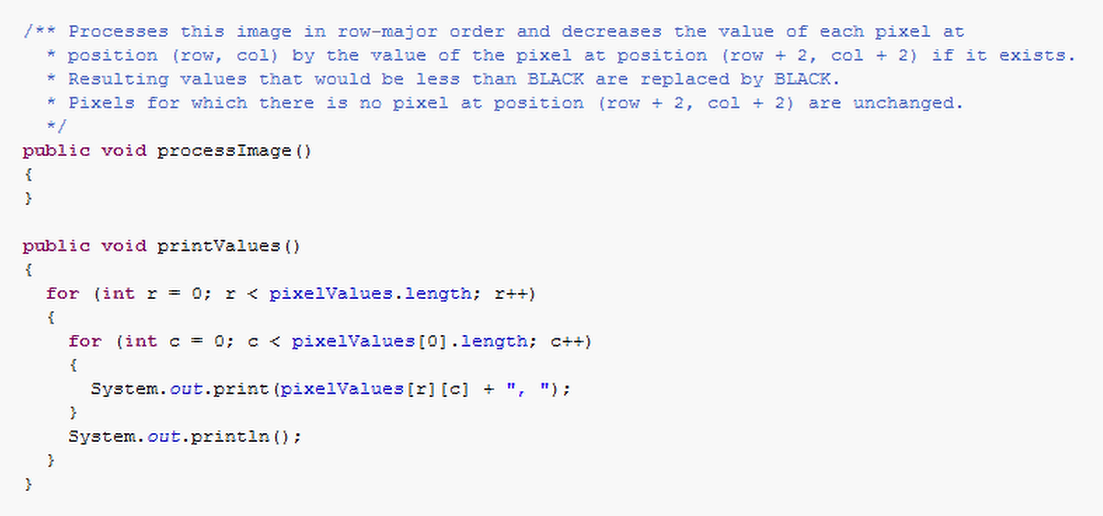 /** Processes this image in row-major order and decreases the value of each pixel at
* position (row, col) by the value of the pixel at position (row + 2, col + 2) if it exists.
* Resulting values that would be less than BLACK are replaced by BLACK.
* Pixels for which there is no pixel at position (row + 2, col + 2) are unchanged.
*/
public void processImage()
{
}
public void printValues()
{
for (int r = 0; r < pixelValues.length; r++)
{
for (int c = 0; c < pixelValues[0].length; c++)
{
System.out.print(pixelValues[r][c] + ", ");
}
System.out.println();
}
}